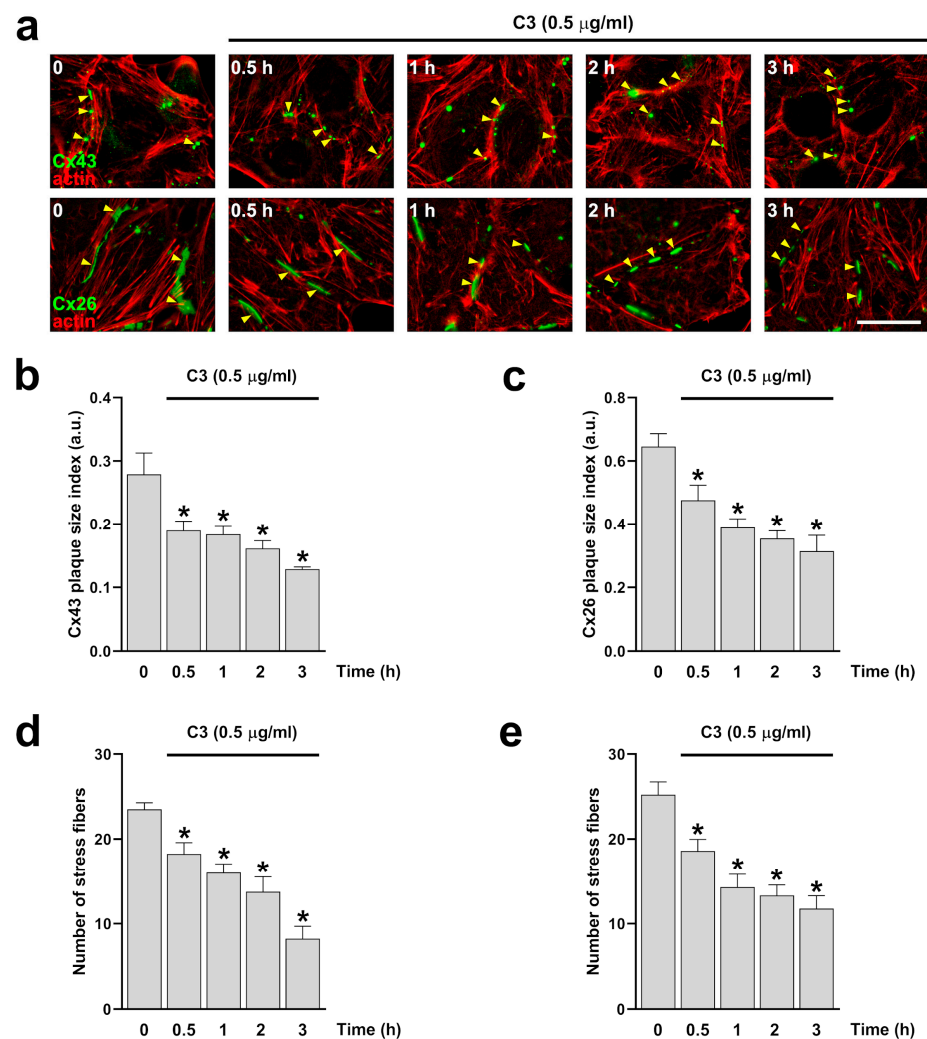 a
C3 (0.5 μg/ml)
0
0.5 h
1 h
2 h
3 h
Cx43
actin
0
0.5 h
1 h
2 h
3 h
Cx26
actin
b
C3 (0.5 μg/ml)
Cx43 plaque size index (a.u.)
0.4
0.3
0.2
0.1
0.0
* * * *
0 0.5 1 2 3 Time (h)
c
C3 (0.5 μg/ml)
Cx26 plaque size index (a.u.)
0.8
0.6
0.4
0.2
0.0
* * * *
0 0.5 1 2 3 Time (h)
d
C3 (0.5 μg/ml)
Number of stress fibers
30
20
10
0
* * * *
0 0.5 1 2 3 Time (h)
e
C3 (0.5 μg/ml)
Number of stress fibers
30
20
10
0
* * * *
0 0.5 1 2 3 Time (h)